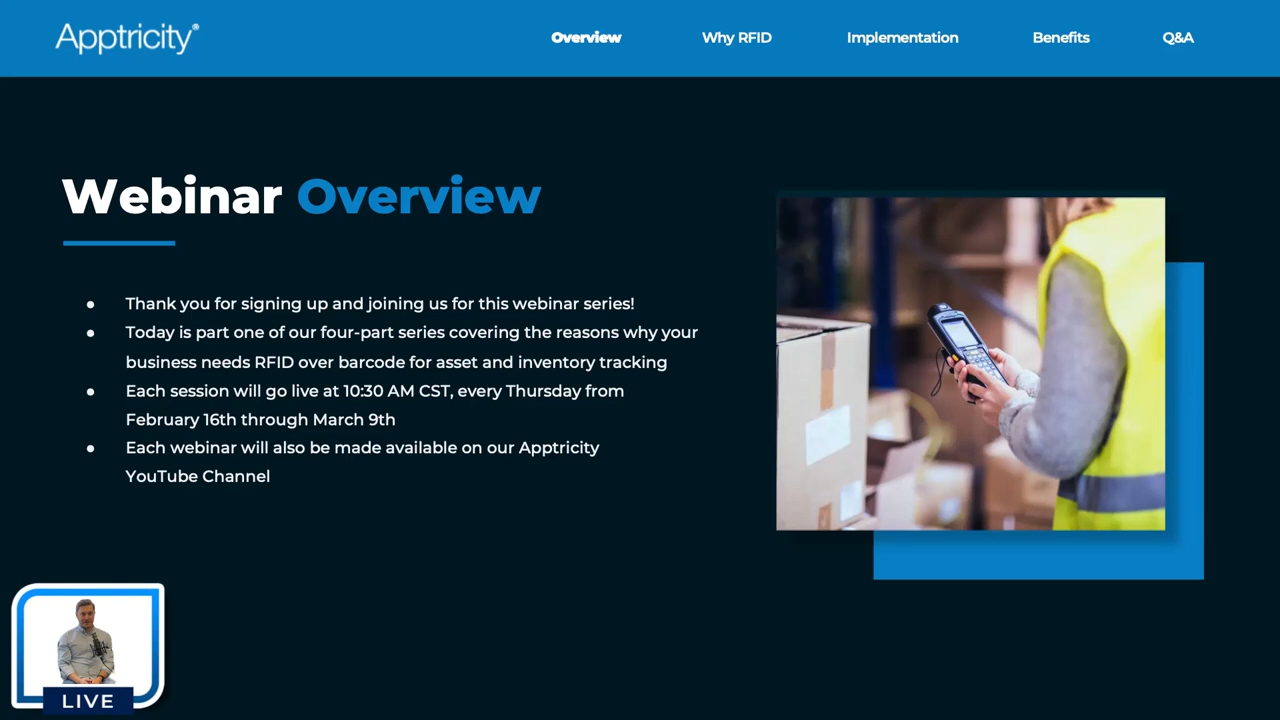 Apptricity®
Overview Why RFID Implementation Benefits Q&A
Webinar Overview
● Thank you for signing up and joining us for this webinar series!
● Today is part one of our four-part series covering the reasons why your
business needs RFID over barcode for asset and inventory tracking
● Each session will go live at 10:30 AM CST, every Thursday from
February 16th through March 9th
● Each webinar will also be made available on our Apptricity
YouTube Channel
LIVE